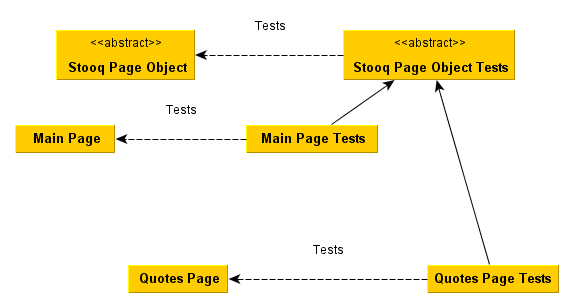 Tests
<<abstract>>
<<abstract>>
Stooq Page Object
Stooq Page Object Tests
Tests
Main Page
Main Page Tests
Tests
Quotes Page
Quotes Page Tests